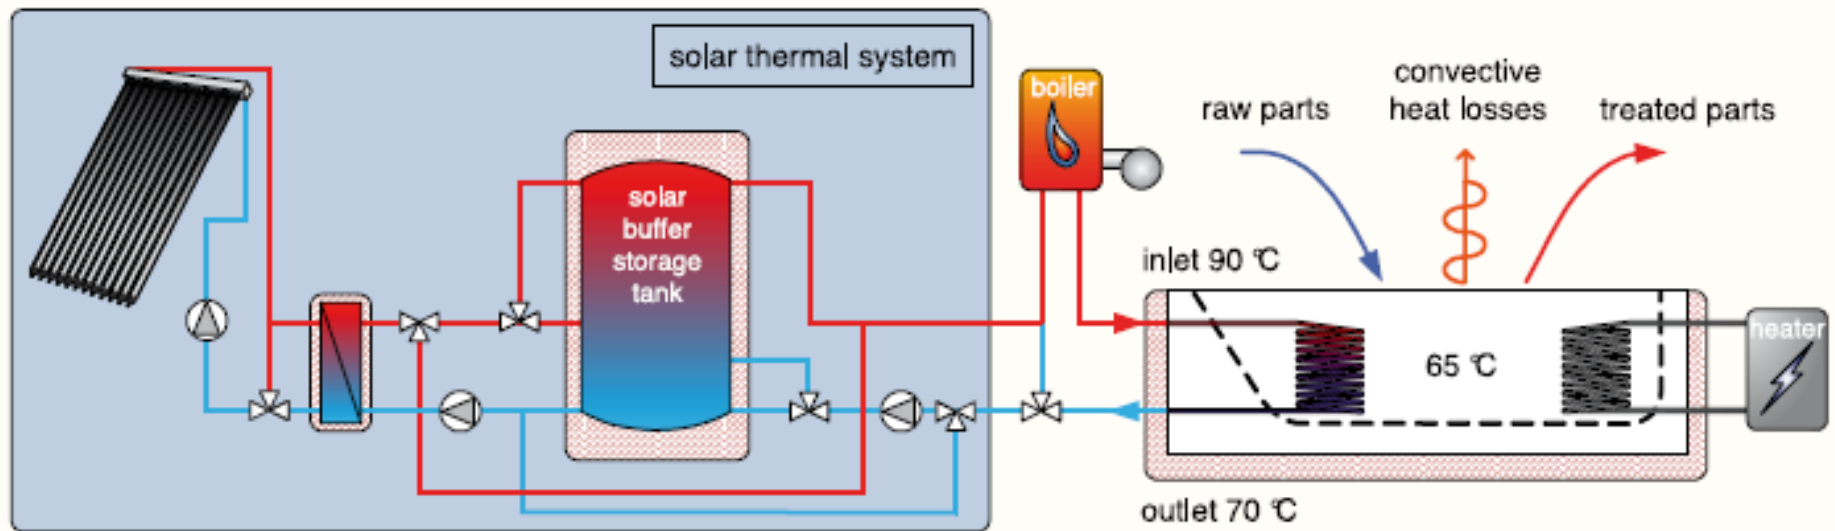 solar thermal system
boiler
convective
heat losses
raw parts
treated parts
solar
buffer
storage
tank
inlet 90 °C
heater
65 °C
outlet 70 °C